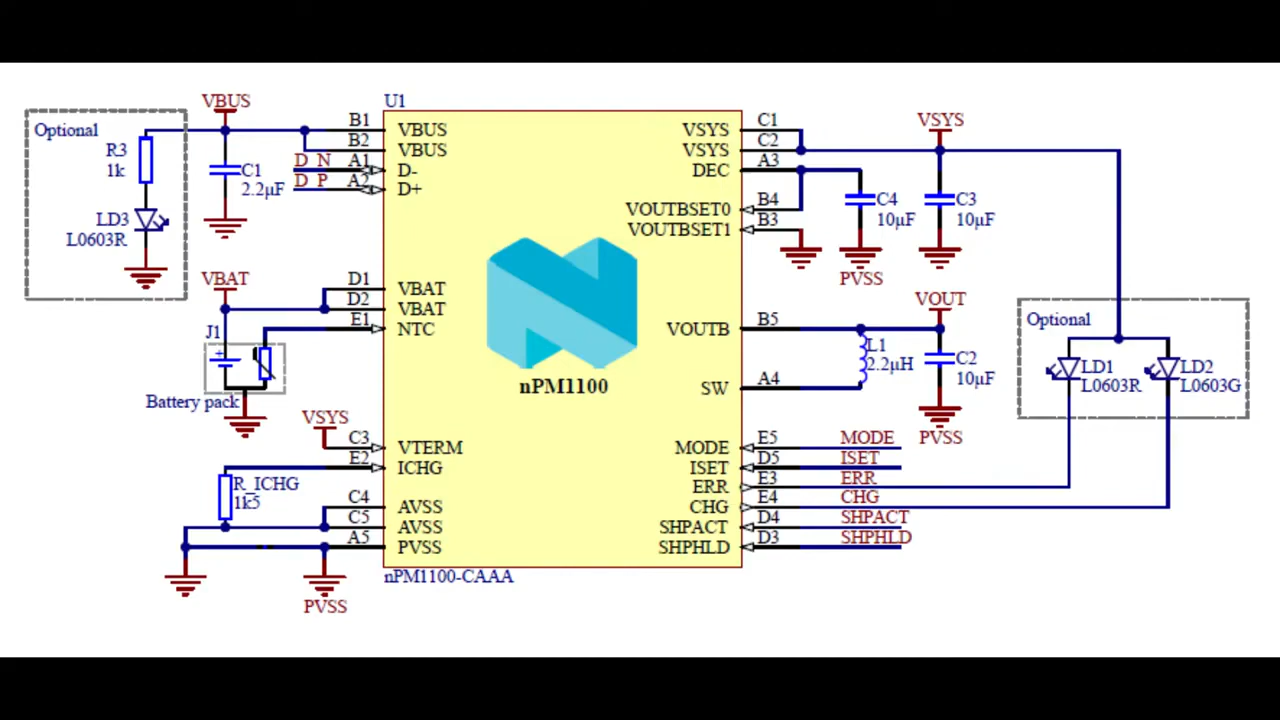 U1
Optional
R3
1k
LD3
L0603R
VBUS
C1
2.2µF
D_N
D_P
B1
B2
A1
A2
VBUS
VBUS
D-
D+
VBAT
J1
+
Battery pack
D1
D2
E1
VBAT
VBAT
NTC
VSYS
R_ICHG
1k5
C3
E2
C4
C5
A5
VTERM
ICHG
AVSS
AVSS
PVSS
PVSS
nPM1100
nPM1100-CAAA
VSYS
VSYS
DEC
VOUTBSET0
VOUTBSET1
C1
C2
A3
B4
B3
C4
10µF
PVSS
VSYS
C3
10µF
VOUTB
SW
B5
A4
L1
2.2µH
VOUT
C2
10µF
PVSS
Optional
LD1
L0603R
LD2
L0603G
MODE
ISET
ERR
CHG
SHPACT
SHPHLD
E5
D5
E3
E4
D4
D3
MODE
ISET
ERR
CHG
SHPACT
SHPHLD